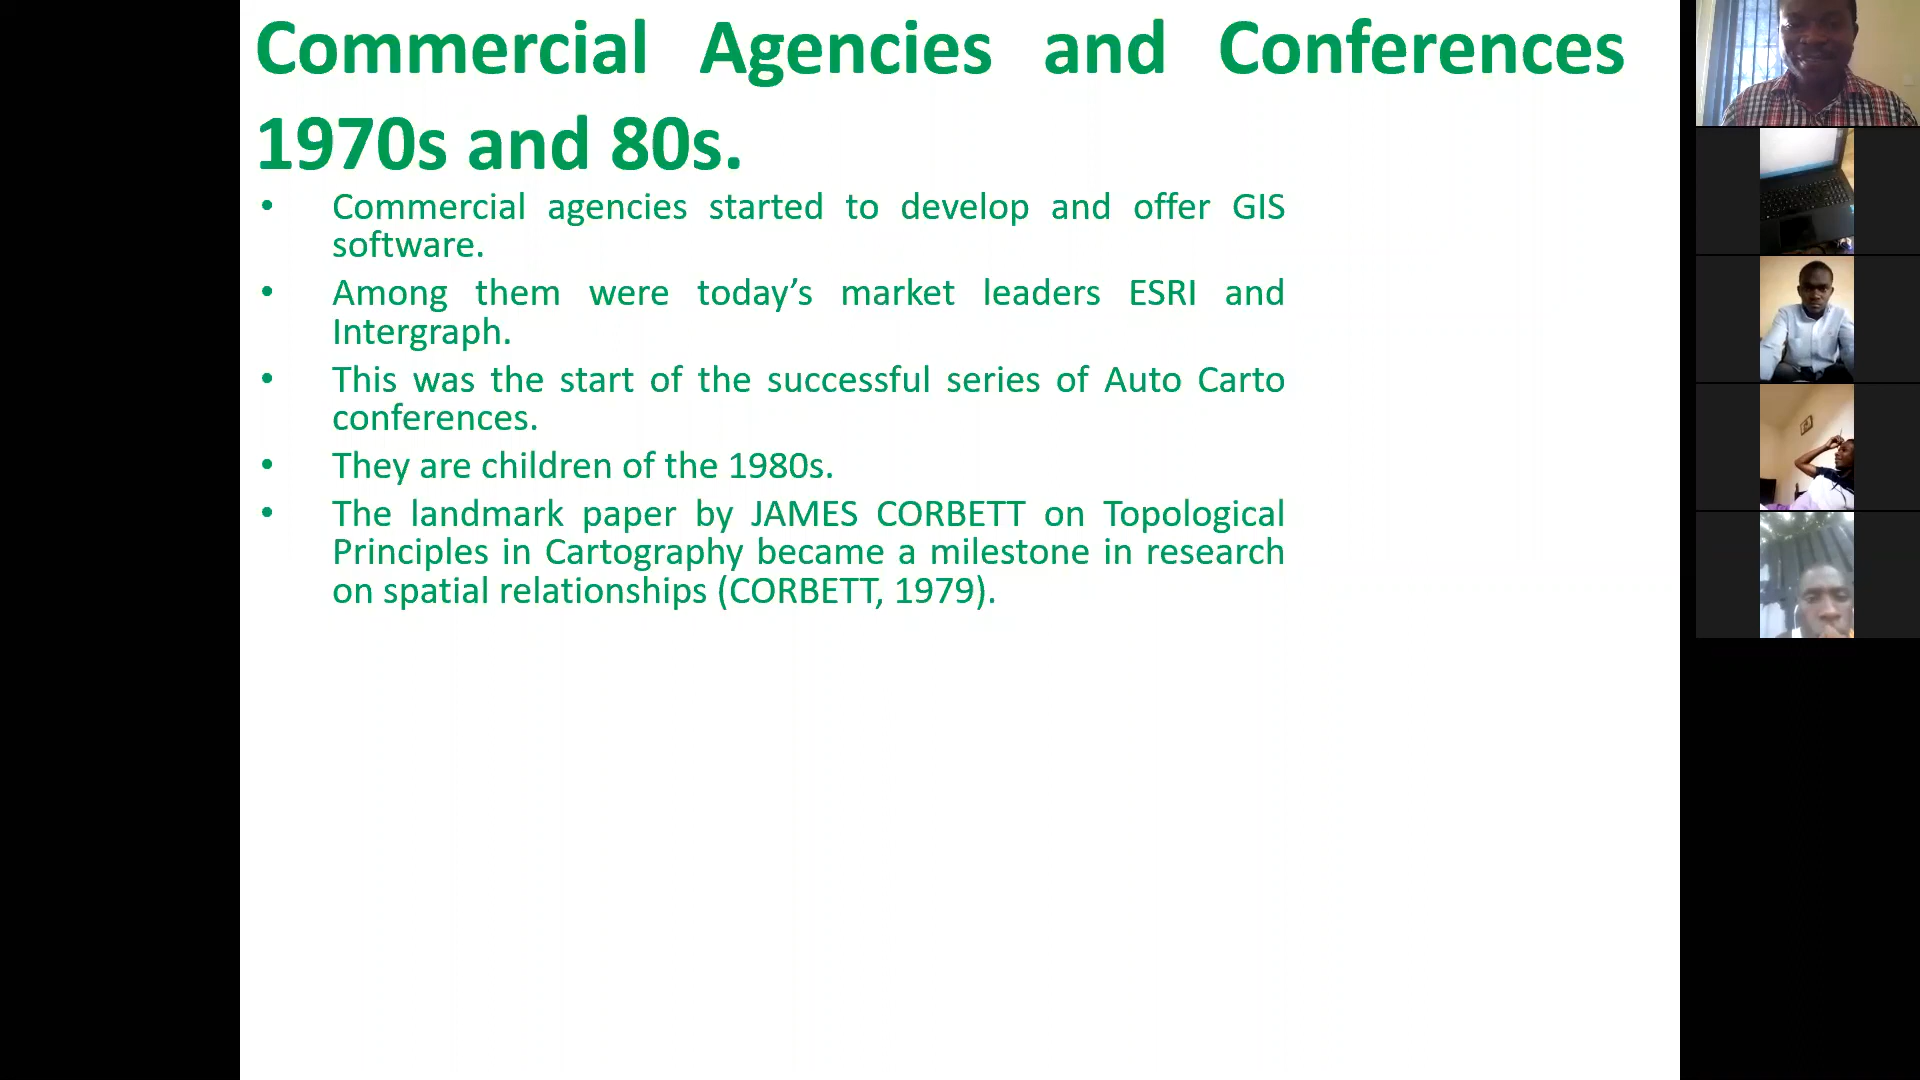 Commercial Agencies and Conferences
1970s and 80s.
• Commercial agencies started to develop and offer GIS
software.
• Among them were today’s market leaders ESRI and
Intergraph.
• This was the start of the successful series of Auto Carto
conferences.
• They are children of the 1980s.
• The landmark paper by JAMES CORBETT on Topological
Principles in Cartography became a milestone in research
on spatial relationships (CORBETT, 1979).